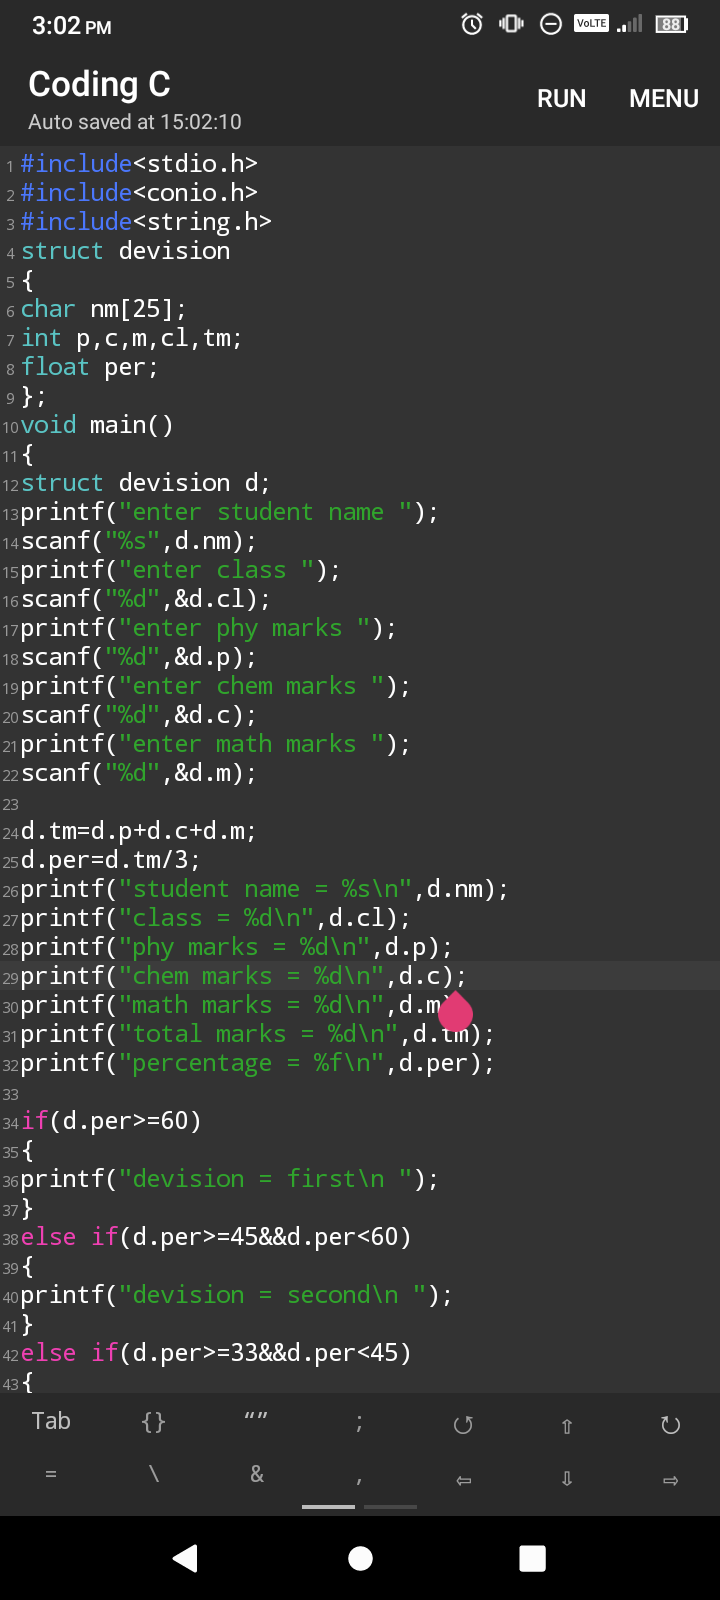 3:02 PM
VoLTE
88
Coding C
Auto saved at 15:02:10
RUN
MENU
1 #include<stdio.h>
2 #include<conio.h>
3 #include<string.h>
4 struct devision
5 {
6 char nm[25];
7 int p,c,m,cl,tm;
8 float per;
9 };
10 void main()
11 {
12 struct devision d;
13 printf("enter student name ");
14 scanf("%s",d.nm);
15 printf("enter class ");
16 scanf("%d",&d.cl);
17 printf("enter phy marks ");
18 scanf("%d",&d.p);
19 printf("enter chem marks ");
20 scanf("%d",&d.c);
21 printf("enter math marks ");
22 scanf("%d",&d.m);
23
24 d.tm=d.p+d.c+d.m;
25 d.per=d.tm/3;
26 printf("student name = %s\n",d.nm);
27 printf("class = %d\n",d.cl);
28 printf("phy marks = %d\n",d.p);
29 printf("chem marks = %d\n",d.c);
30 printf("math marks = %d\n",d.m)
31 printf("total marks = %d\n",d.tm);
32 printf("percentage = %f\n",d.per);
33
34 if(d.per>=60)
35 {
36 printf("devision = first\n ");
37 }
38 else if(d.per>=45&&d.per<60)
39 {
40 printf("devision = second\n ");
41 }
42 else if(d.per>=33&&d.per<45)
43 {
Tab {} “” ; ↺ ⇧ ↻
= \ & , ⇦ ⇩ ⇨